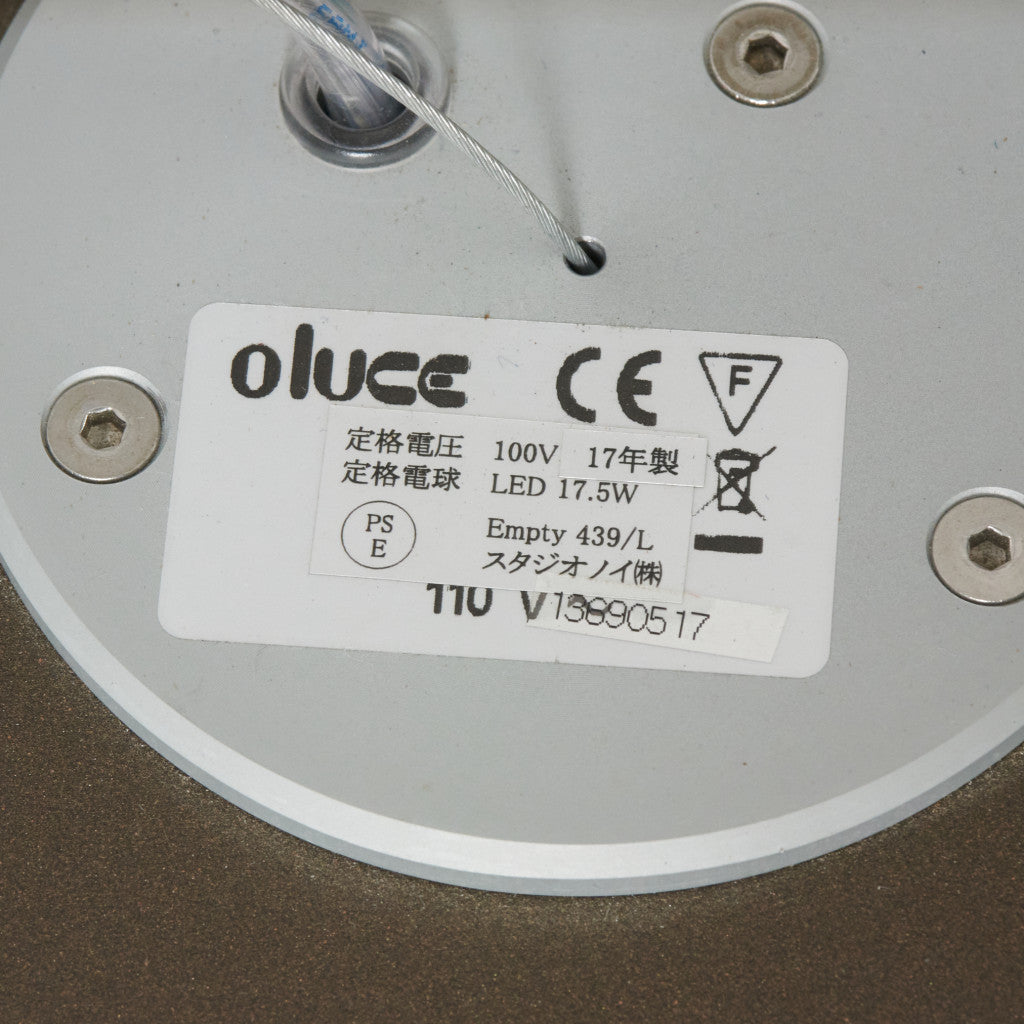 oluce CE F
定格電圧 100V 17年製
定格電球 LED 17.5W
PS
E
Empty 439/L
スタジオノイ㈱
110 V 13890517